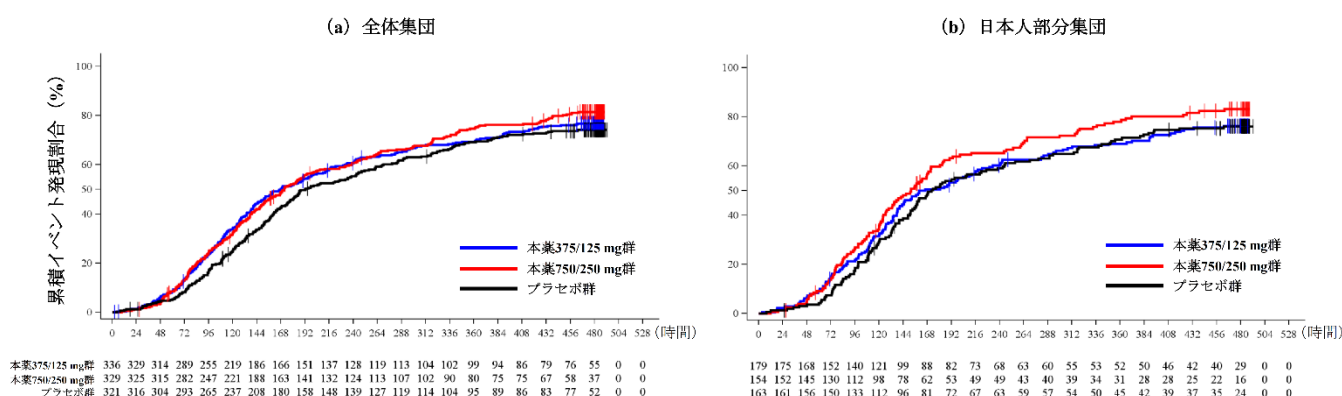 (a) 全体集団
(b) 日本人部分集団
累積イベント発現割合 (%)
100
80
60
40
20
0
本薬375/125 mg群
本薬750/250 mg群
プラセボ群
0 24 48 72 96 120 144 168 192 216 240 264 288 312 336 360 384 408 432 456 480 504 528 (時間)
本薬375/125 mg群 336 329 314 289 255 219 186 166 151 137 128 119 113 104 102 99 94 86 79 76 55 0 0
本薬750/250 mg群 329 325 315 282 247 221 188 163 141 132 124 113 107 102 90 80 75 75 67 58 37 0 0
プラセボ群 321 316 304 293 265 237 208 180 158 148 139 127 119 114 104 95 89 86 83 77 52 0 0
100
80
60
40
20
0
本薬375/125 mg群
本薬750/250 mg群
プラセボ群
0 24 48 72 96 120 144 168 192 216 240 264 288 312 336 360 384 408 432 456 480 504 528 (時間)
179 175 168 152 140 121 99 88 82 73 68 63 60 55 53 52 50 46 42 40 29 0 0
154 152 145 130 112 98 78 62 53 49 49 43 40 39 34 31 28 28 25 22 16 0 0
163 161 156 150 133 112 96 81 72 67 63 59 57 54 50 45 42 39 37 35 24 0 0